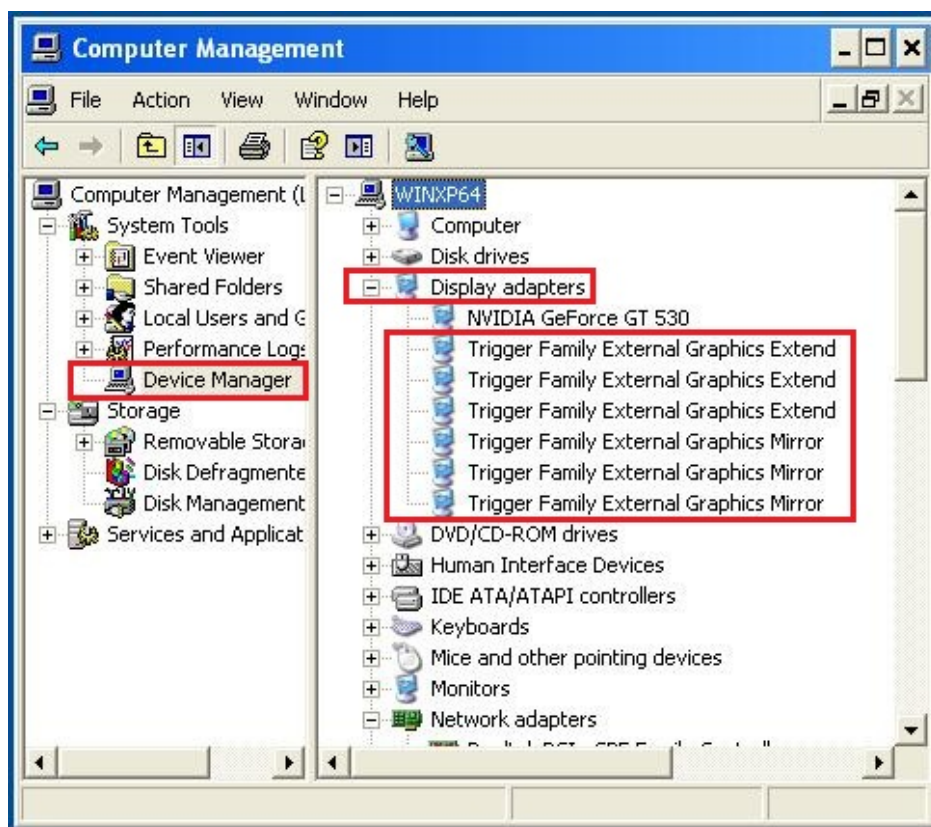 Computer Management
File Action View Window Help
Computer Management (L
System Tools
Event Viewer
Shared Folders
Local Users and G
Performance Logs
Device Manager
Storage
Removable Stora
Disk Defragmente
Disk Management
Services and Applicat
WINXP64
Computer
Disk drives
Display adapters
NVIDIA GeForce GT 530
Trigger Family External Graphics Extend
Trigger Family External Graphics Extend
Trigger Family External Graphics Extend
Trigger Family External Graphics Mirror
Trigger Family External Graphics Mirror
Trigger Family External Graphics Mirror
DVD/CD-ROM drives
Human Interface Devices
IDE ATA/ATAPI controllers
Keyboards
Mice and other pointing devices
Monitors
Network adapters